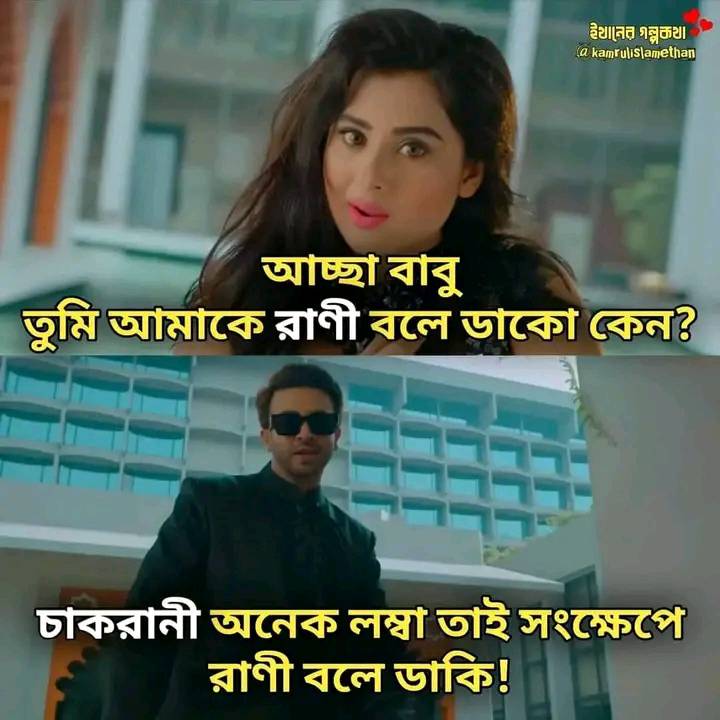 ইথানের গল্পকথা
@kamrulislamethan
আচ্ছা বাবু
তুমি আমাকে রাণী বলে ডাকো কেন?
চাকরানী অনেক লম্বা তাই সংক্ষেপে
রাণী বলে ডাকি!